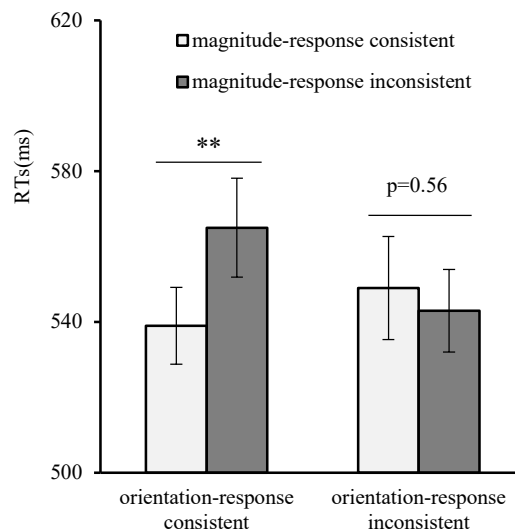 620
magnitude-response consistent
magnitude-response inconsistent
RTs(ms)
580
**
p=0.56
540
500
orientation-response
consistent
orientation-response
inconsistent